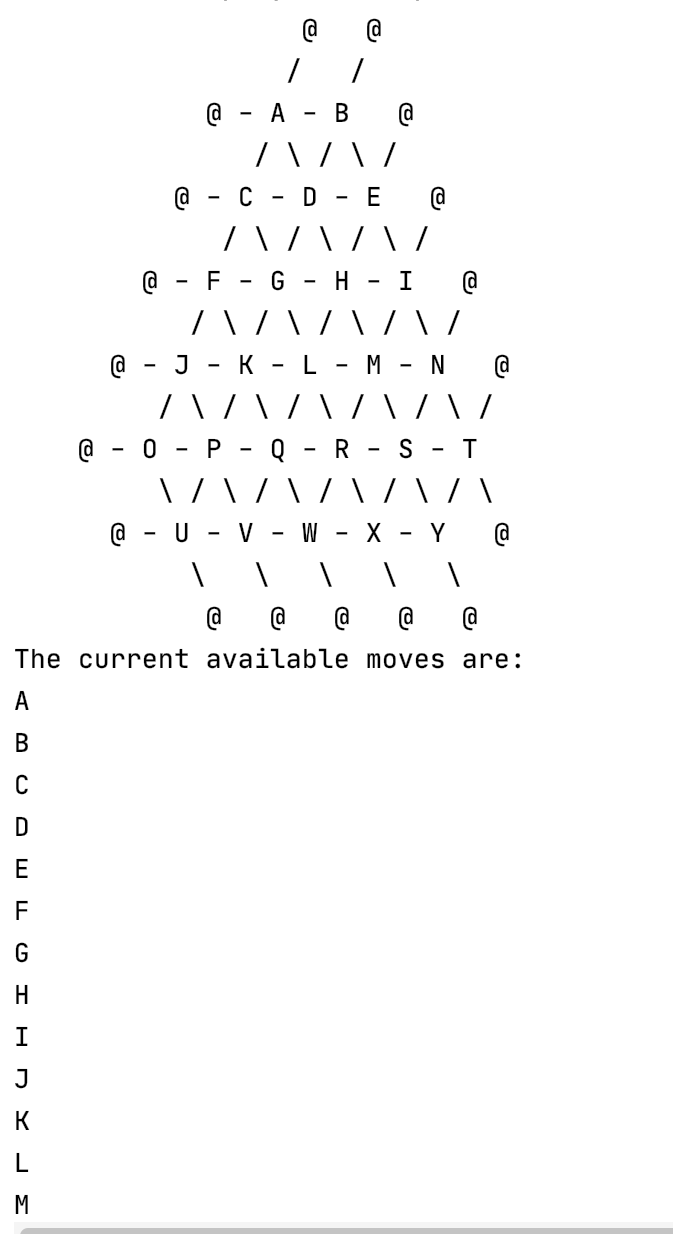 @   @
                 /   /
            @ - A - B   @
               / \ / \ /
          @ - C - D - E   @
             / \ / \ / \ /
        @ - F - G - H - I   @
           / \ / \ / \ / \ /
      @ - J - K - L - M - N   @
         / \ / \ / \ / \ / \ /
    @ - O - P - Q - R - S - T
         \ / \ / \ / \ / \ / \
      @ - U - V - W - X - Y   @
           \   \   \   \   \
            @   @   @   @   @
The current available moves are:
A
B
C
D
E
F
G
H
I
J
K
L
M